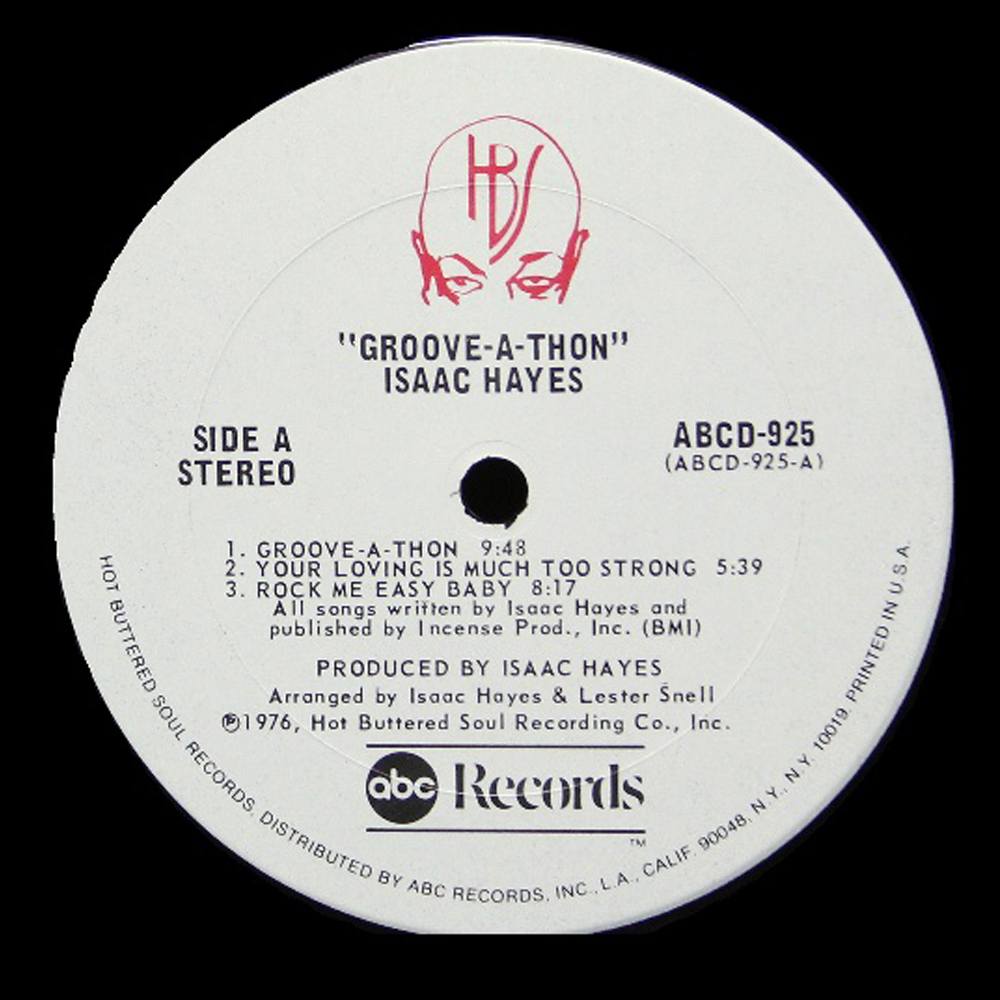 HBS
"GROOVE-A-THON"
ISAAC HAYES
SIDE A
STEREO
ABCD-925
(ABCD-925-A)
1. GROOVE-A-THON 9:48
2. YOUR LOVING IS MUCH TOO STRONG 5:39
3. ROCK ME EASY BABY 8:17
All songs written by Isaac Hayes and
published by Incense Prod., Inc. (BMI)
PRODUCED BY ISAAC HAYES
Arranged by Isaac Hayes & Lester Snell
℗1976, Hot Buttered Soul Recording Co., Inc.
abc Records
™
HOT BUTTERED SOUL RECORDS, DISTRIBUTED BY ABC RECORDS, INC., L.A., CALIF. 90048, N.Y., N.Y. 10019. PRINTED IN U.S.A.